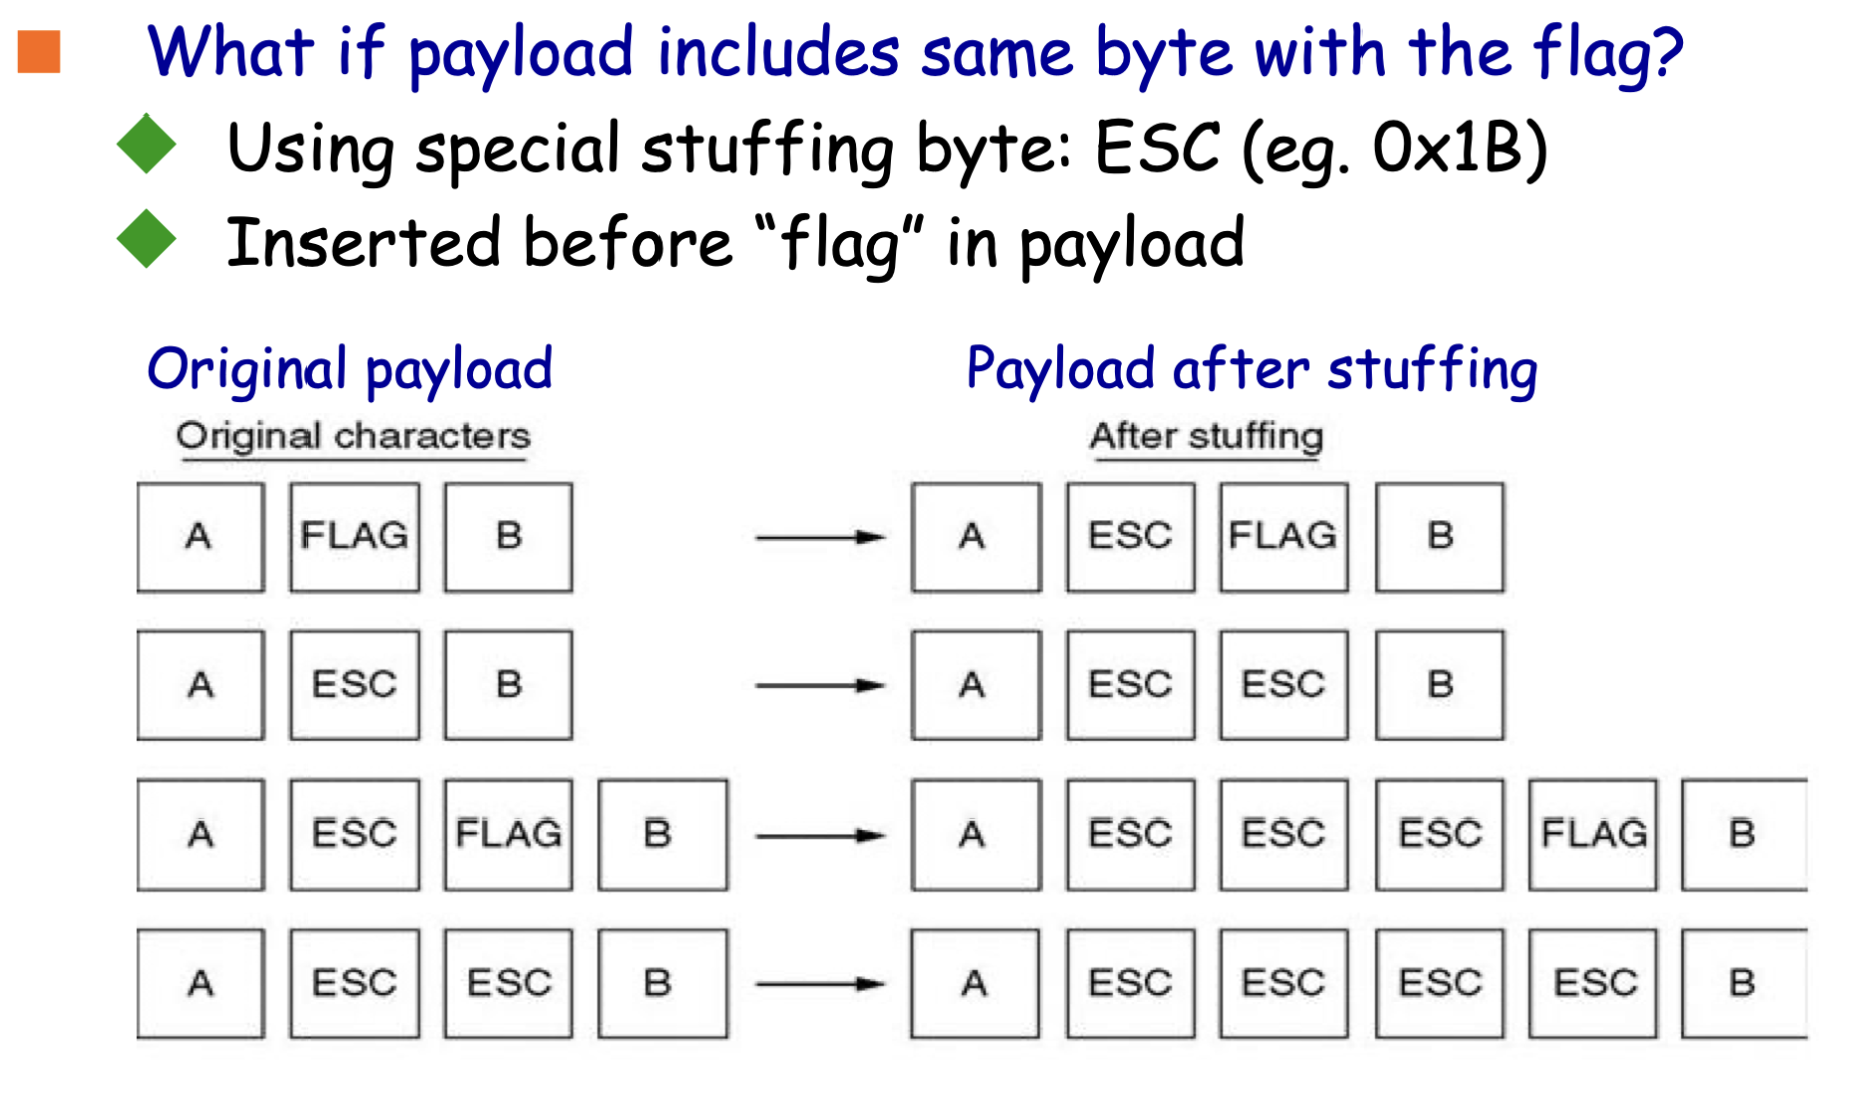 What if payload includes same byte with the flag?
Using special stuffing byte: ESC (eg. 0x1B)
Inserted before “flag” in payload
Original payload Payload after stuffing
Original characters After stuffing
A FLAG B A ESC FLAG B
A ESC B A ESC ESC B
A ESC FLAG B A ESC ESC ESC FLAG B
A ESC ESC B A ESC ESC ESC ESC B